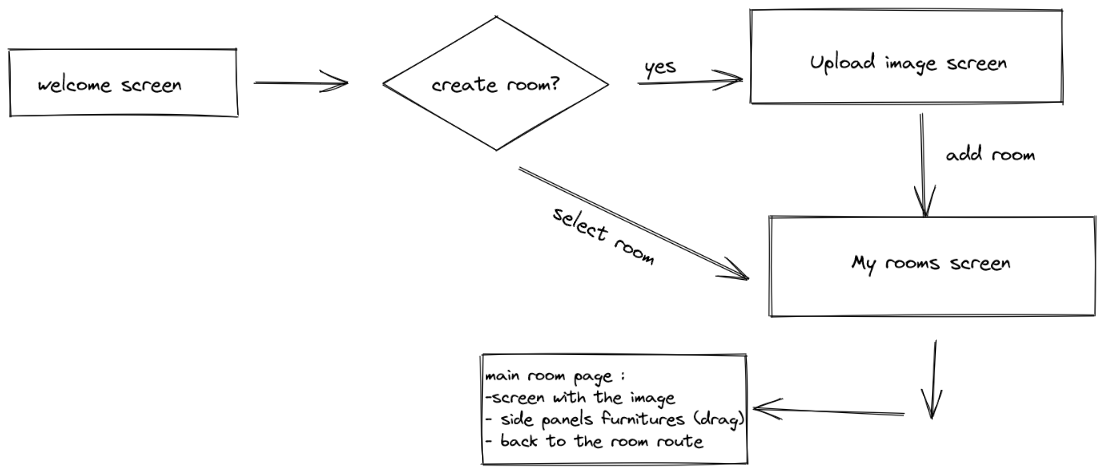 welcome screen
create room?
yes
Upload image screen
add room
select room
My rooms screen
main room page :
-screen with the image
- side panels furnitures (drag)
- back to the room route